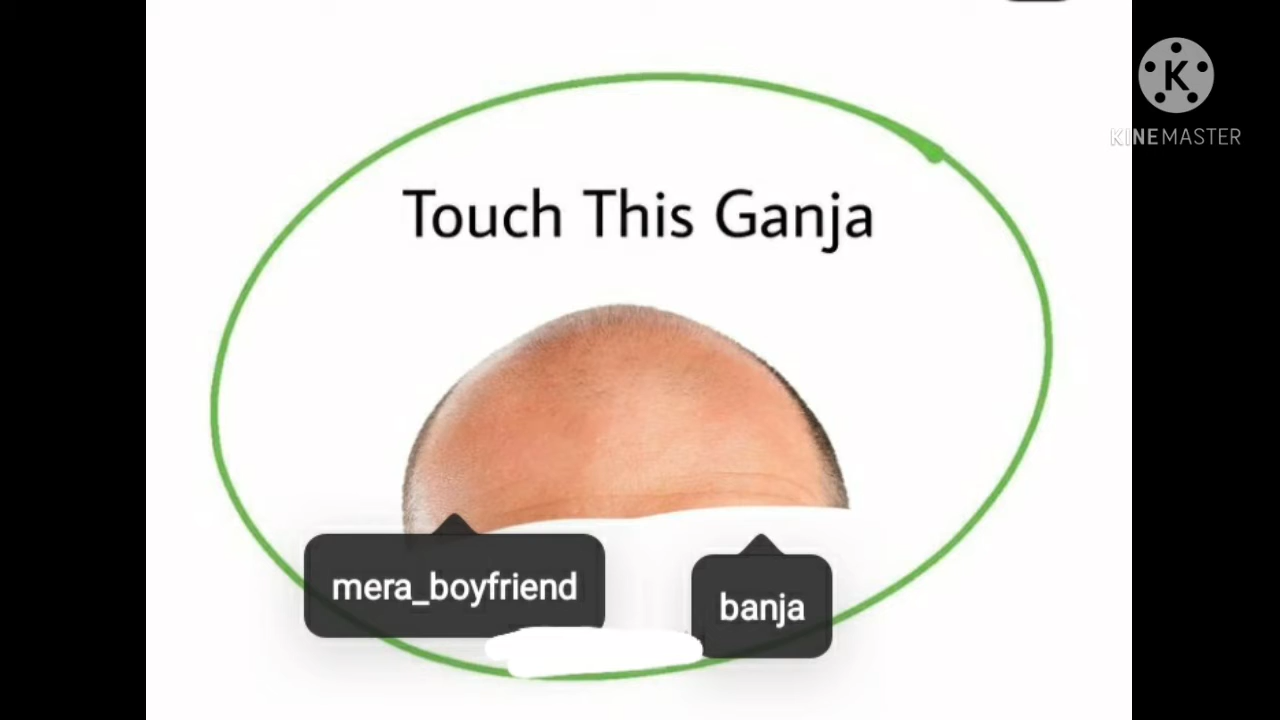 K
KINEMASTER
Touch This Ganja
mera_boyfriend
banja